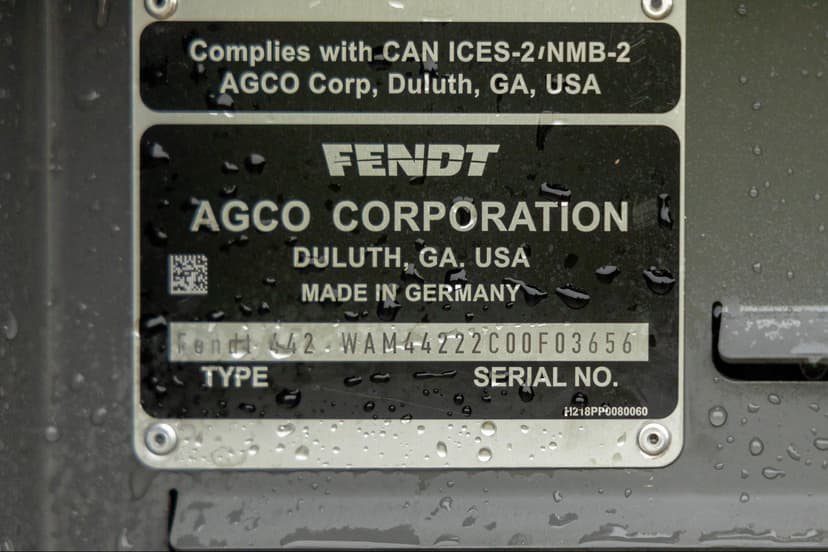 Complies with CAN ICES-2/NMB-2
AGCO Corp, Duluth, GA, USA
FENDT
AGCO CORPORATION
DULUTH, GA. USA
MADE IN GERMANY
Fendt 442 WAM44222C00F03656
TYPE SERIAL NO.
H218PP0080060